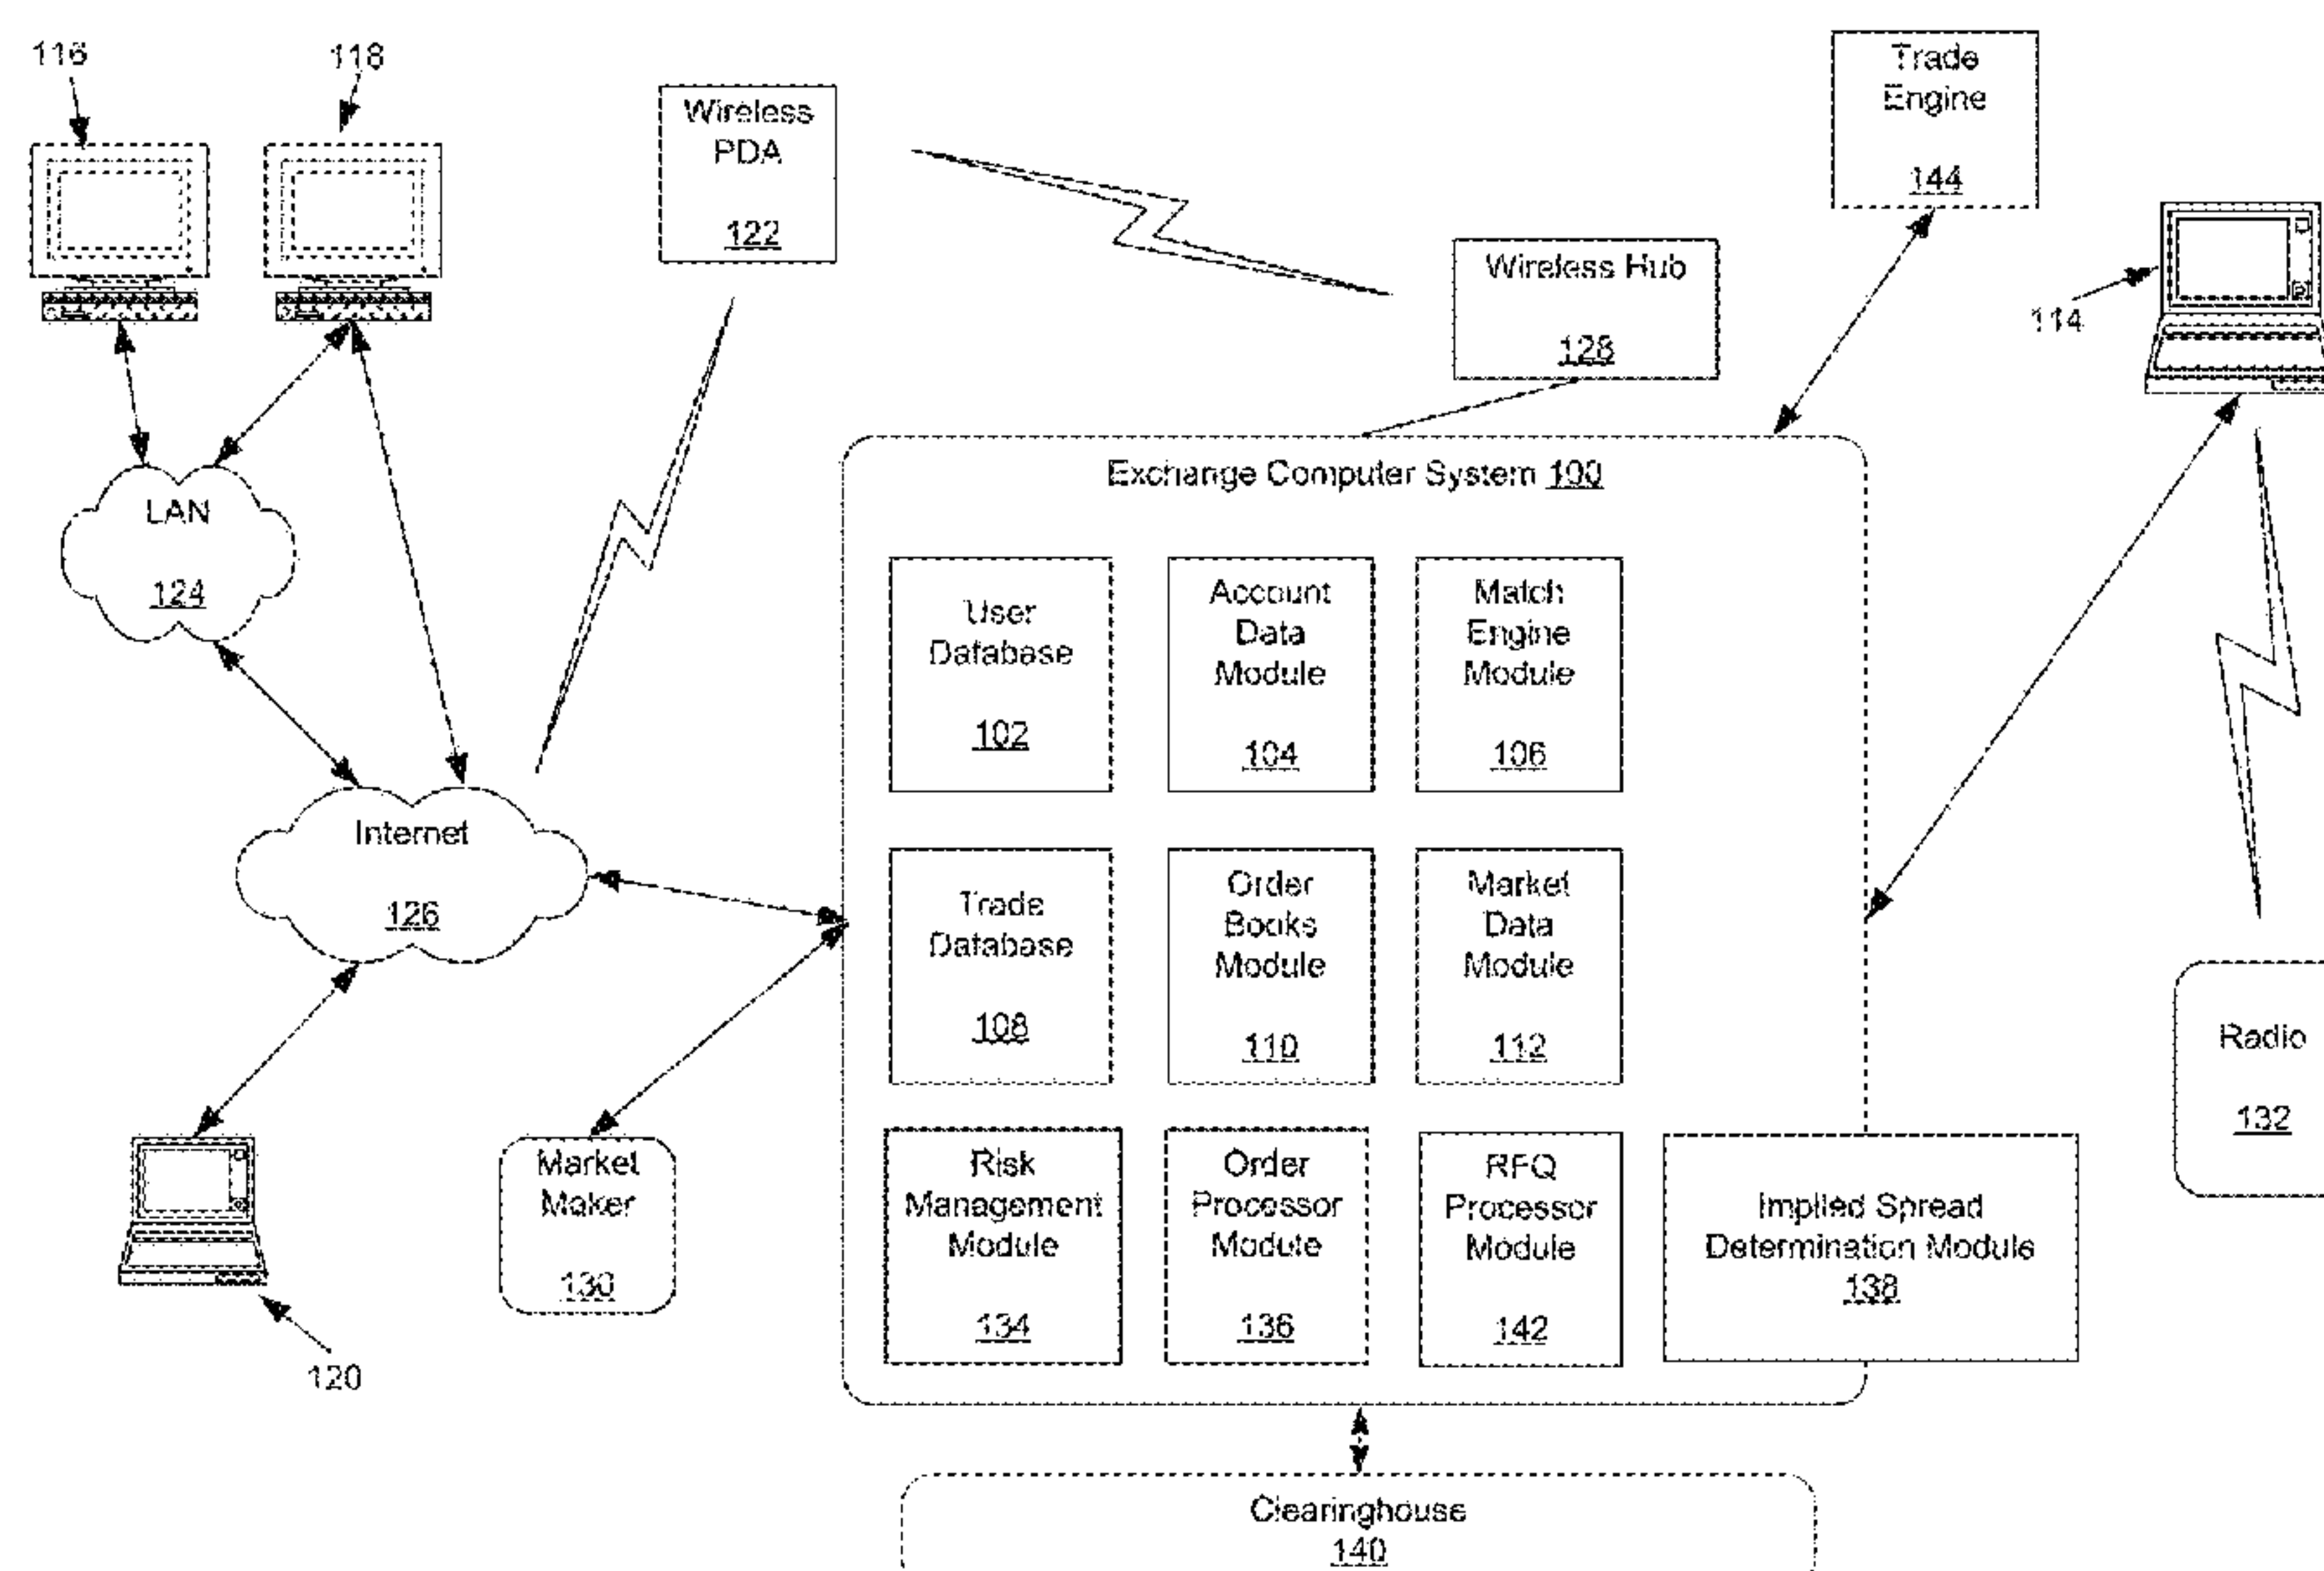 116
118
Wireless
PDA
122
Trade
Engine
144
Wireless Hub
128
114
LAN
124
Exchange Computer System 100
User
Database
102
Account
Data
Module
104
Match
Engine
Module
106
Internet
126
Trade
Database
108
Order
Books
Module
110
Market
Data
Module
112
Radio
132
Market
Maker
130
Risk
Management
Module
134
Order
Processor
Module
136
RFQ
Processor
Module
142
Implied Spread
Determination Module
138
120
Clearinghouse
140